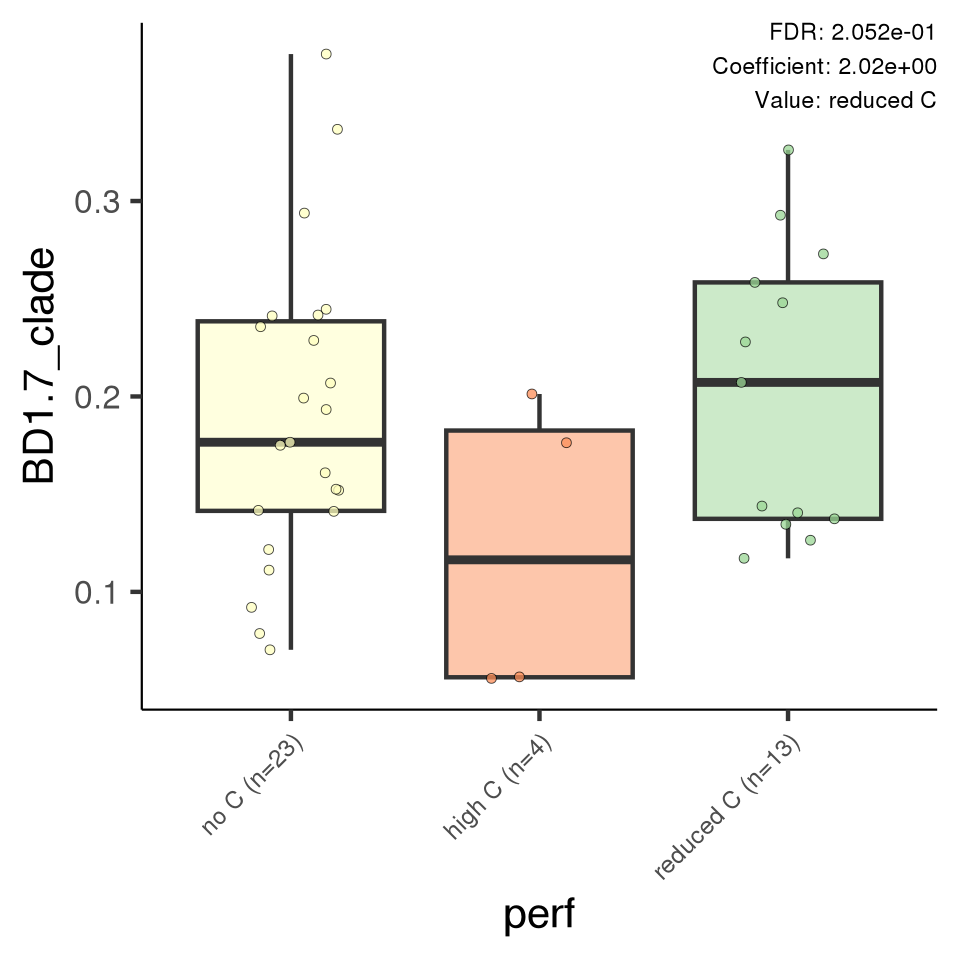 FDR: 2.052e-01
Coefficient: 2.02e+00
Value: reduced C
BD1.7_clade
0.3
0.2
0.1
no C (n=23)
high C (n=4)
reduced C (n=13)
perf